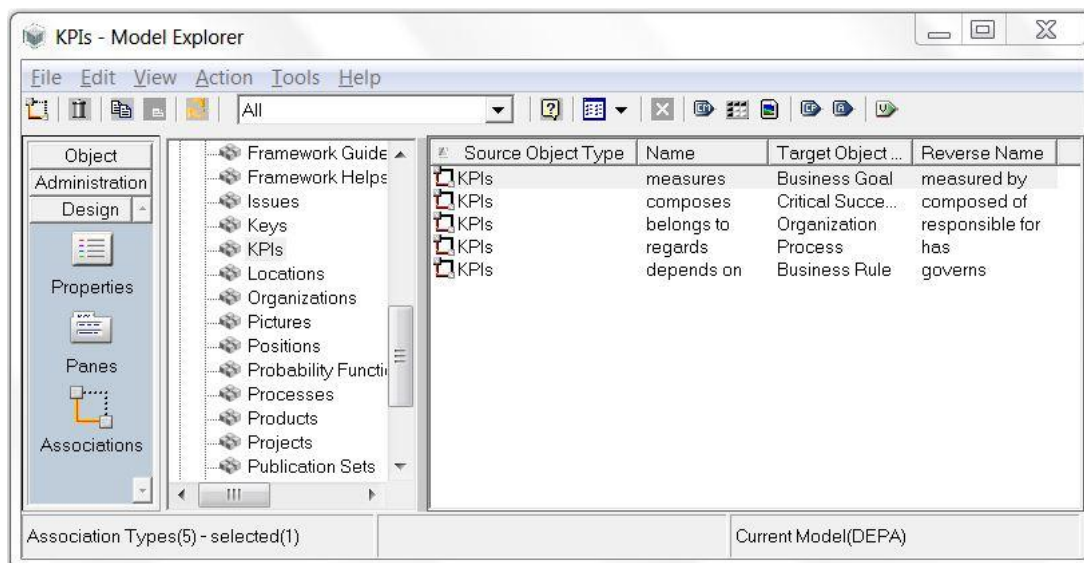 KPIs - Model Explorer
File Edit View Action Tools Help
All
Object
Administration
Design
Properties
Panes
Associations
Framework Guide
Framework Helps
Issues
Keys
KPIs
Locations
Organizations
Pictures
Positions
Probability Functi
Processes
Products
Projects
Publication Sets
Source Object Type Name Target Object ... Reverse Name
KPIs measures Business Goal measured by
KPIs composes Critical Succe... composed of
KPIs belongs to Organization responsible for
KPIs regards Process has
KPIs depends on Business Rule governs
Association Types(5) - selected(1) Current Model(DEPA)